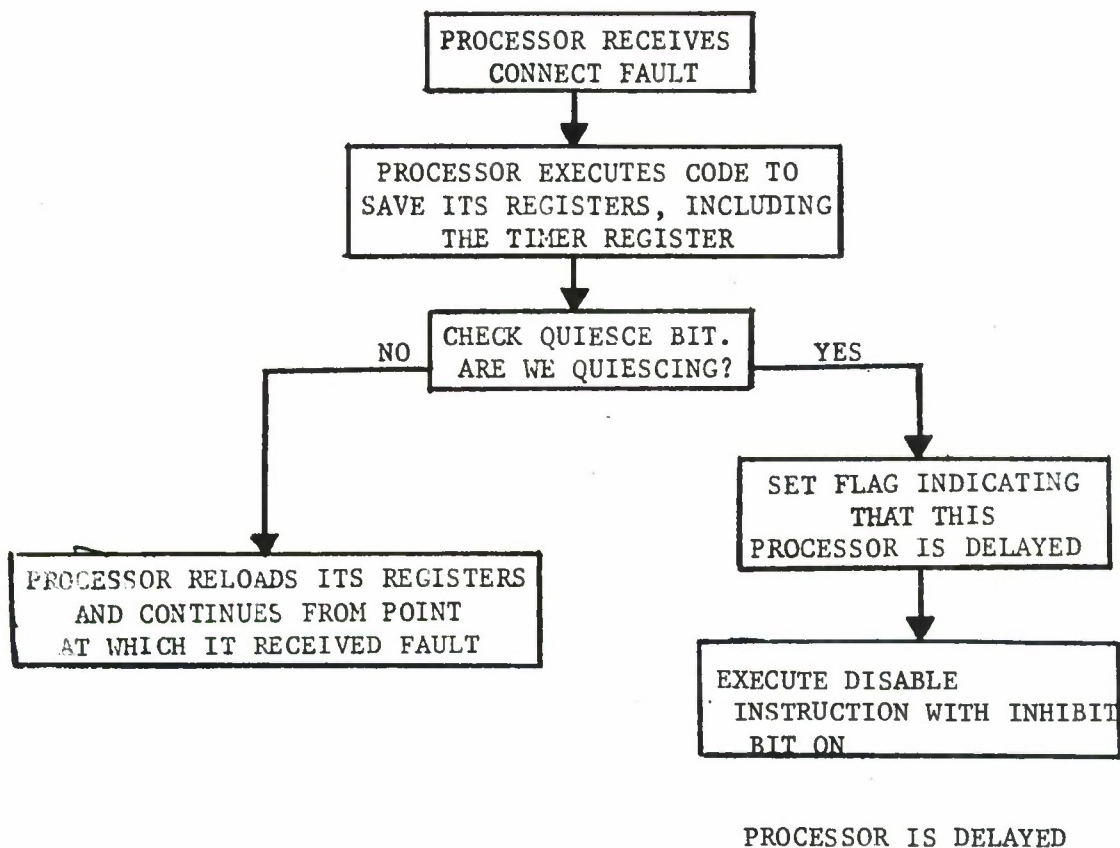 PROCESSOR RECEIVES
CONNECT FAULT
PROCESSOR EXECUTES CODE TO
SAVE ITS REGISTERS, INCLUDING
THE TIMER REGISTER
CHECK QUIESCE BIT.
ARE WE QUIESCING?
NO
YES
SET FLAG INDICATING
THAT THIS
PROCESSOR IS DELAYED
PROCESSOR RELOADS ITS REGISTERS
AND CONTINUES FROM POINT
AT WHICH IT RECEIVED FAULT
EXECUTE DISABLE
INSTRUCTION WITH INHIBIT
BIT ON
PROCESSOR IS DELAYED